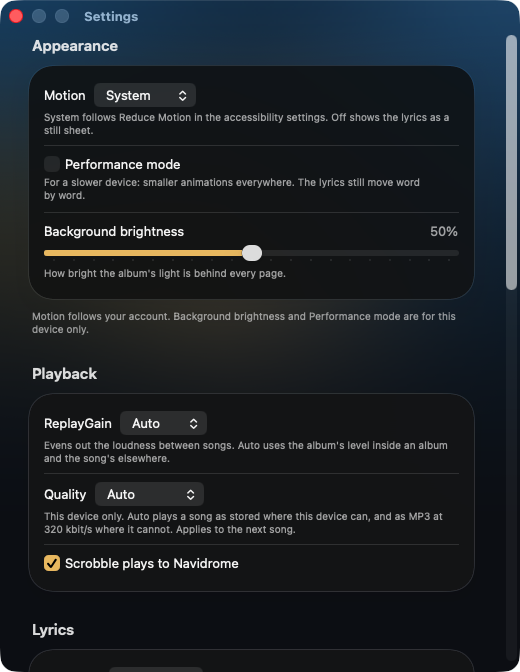 Settings
Appearance
Motion System
System follows Reduce Motion in the accessibility settings. Off shows the lyrics as a
still sheet.
Performance mode
For a slower device: smaller animations everywhere. The lyrics still move word
by word.
Background brightness 50%
How bright the album's light is behind every page.
Motion follows your account. Background brightness and Performance mode are for this
device only.
Playback
ReplayGain Auto
Evens out the loudness between songs. Auto uses the album's level inside an album
and the song's elsewhere.
Quality Auto
This device only. Auto plays a song as stored where this device can, and as MP3 at
320 kbit/s where it cannot. Applies to the next song.
Scrobble plays to Navidrome
Lyrics